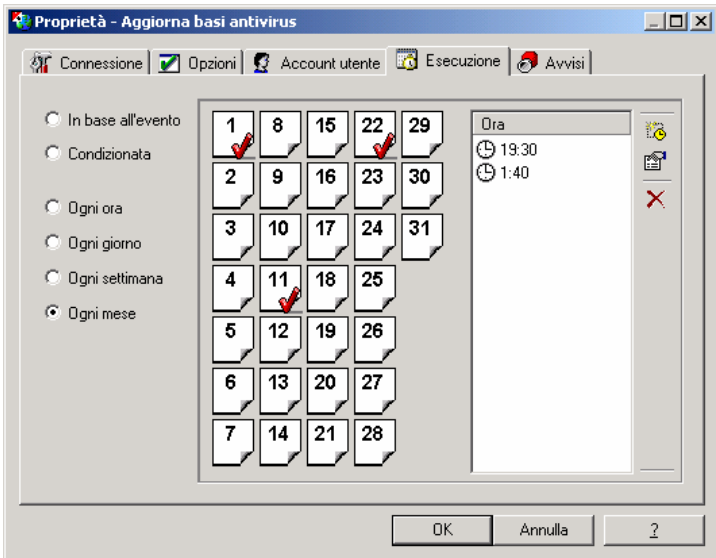 Proprietà - Aggiorna basi antivirus
Connessione Opzioni Account utente Esecuzione Avvisi
In base all'evento
Condizionata
Ogni ora
Ogni giorno
Ogni settimana
Ogni mese
1 8 15 22 29
2 9 16 23 30
3 10 17 24 31
4 11 18 25
5 12 19 26
6 13 20 27
7 14 21 28
Ora
19:30
1:40
OK Annulla ?